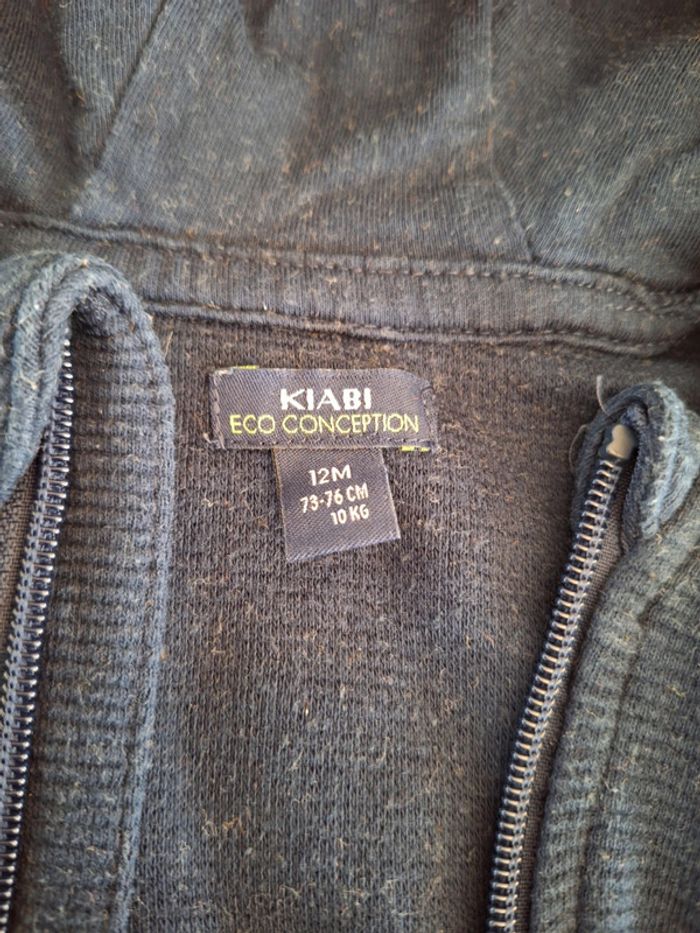 KIABI
ECO CONCEPTION
12M
73-76 CM
10 KG